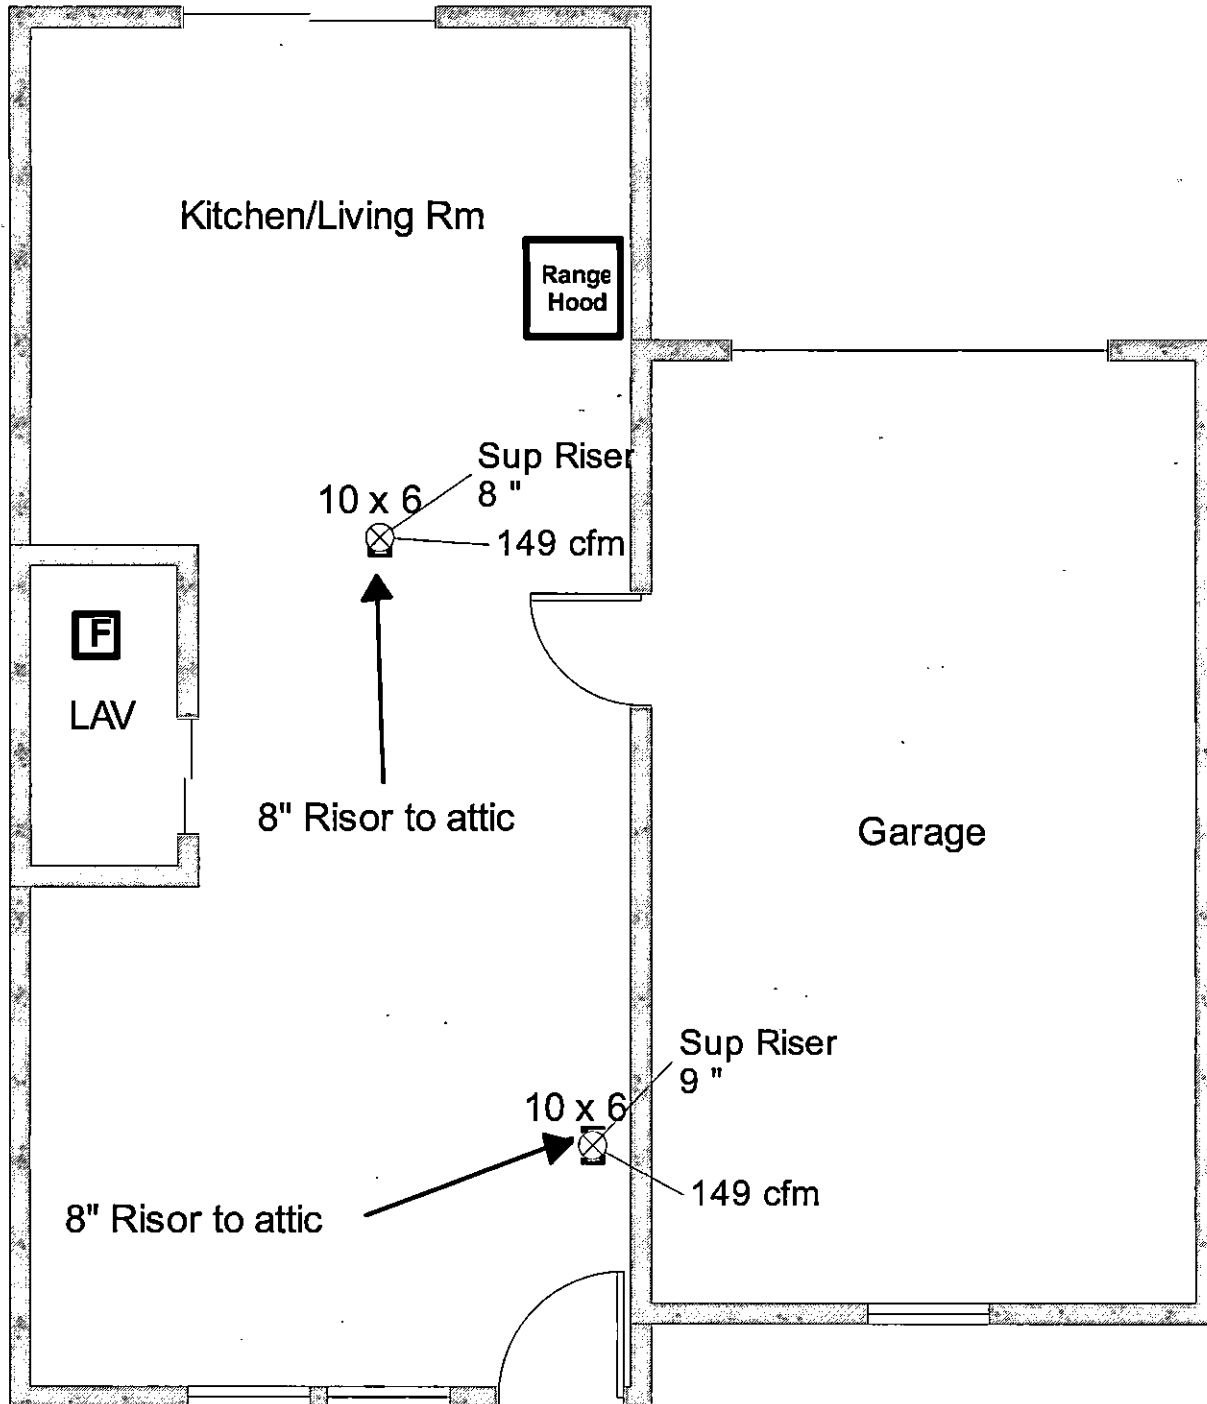 Kitchen/Living Rm
Range
Hood
Sup Riser
8 "
10 x 6
149 cfm
F
LAV
8" Risor to attic
Garage
Sup Riser
9 "
10 x 6
149 cfm
8" Risor to attic